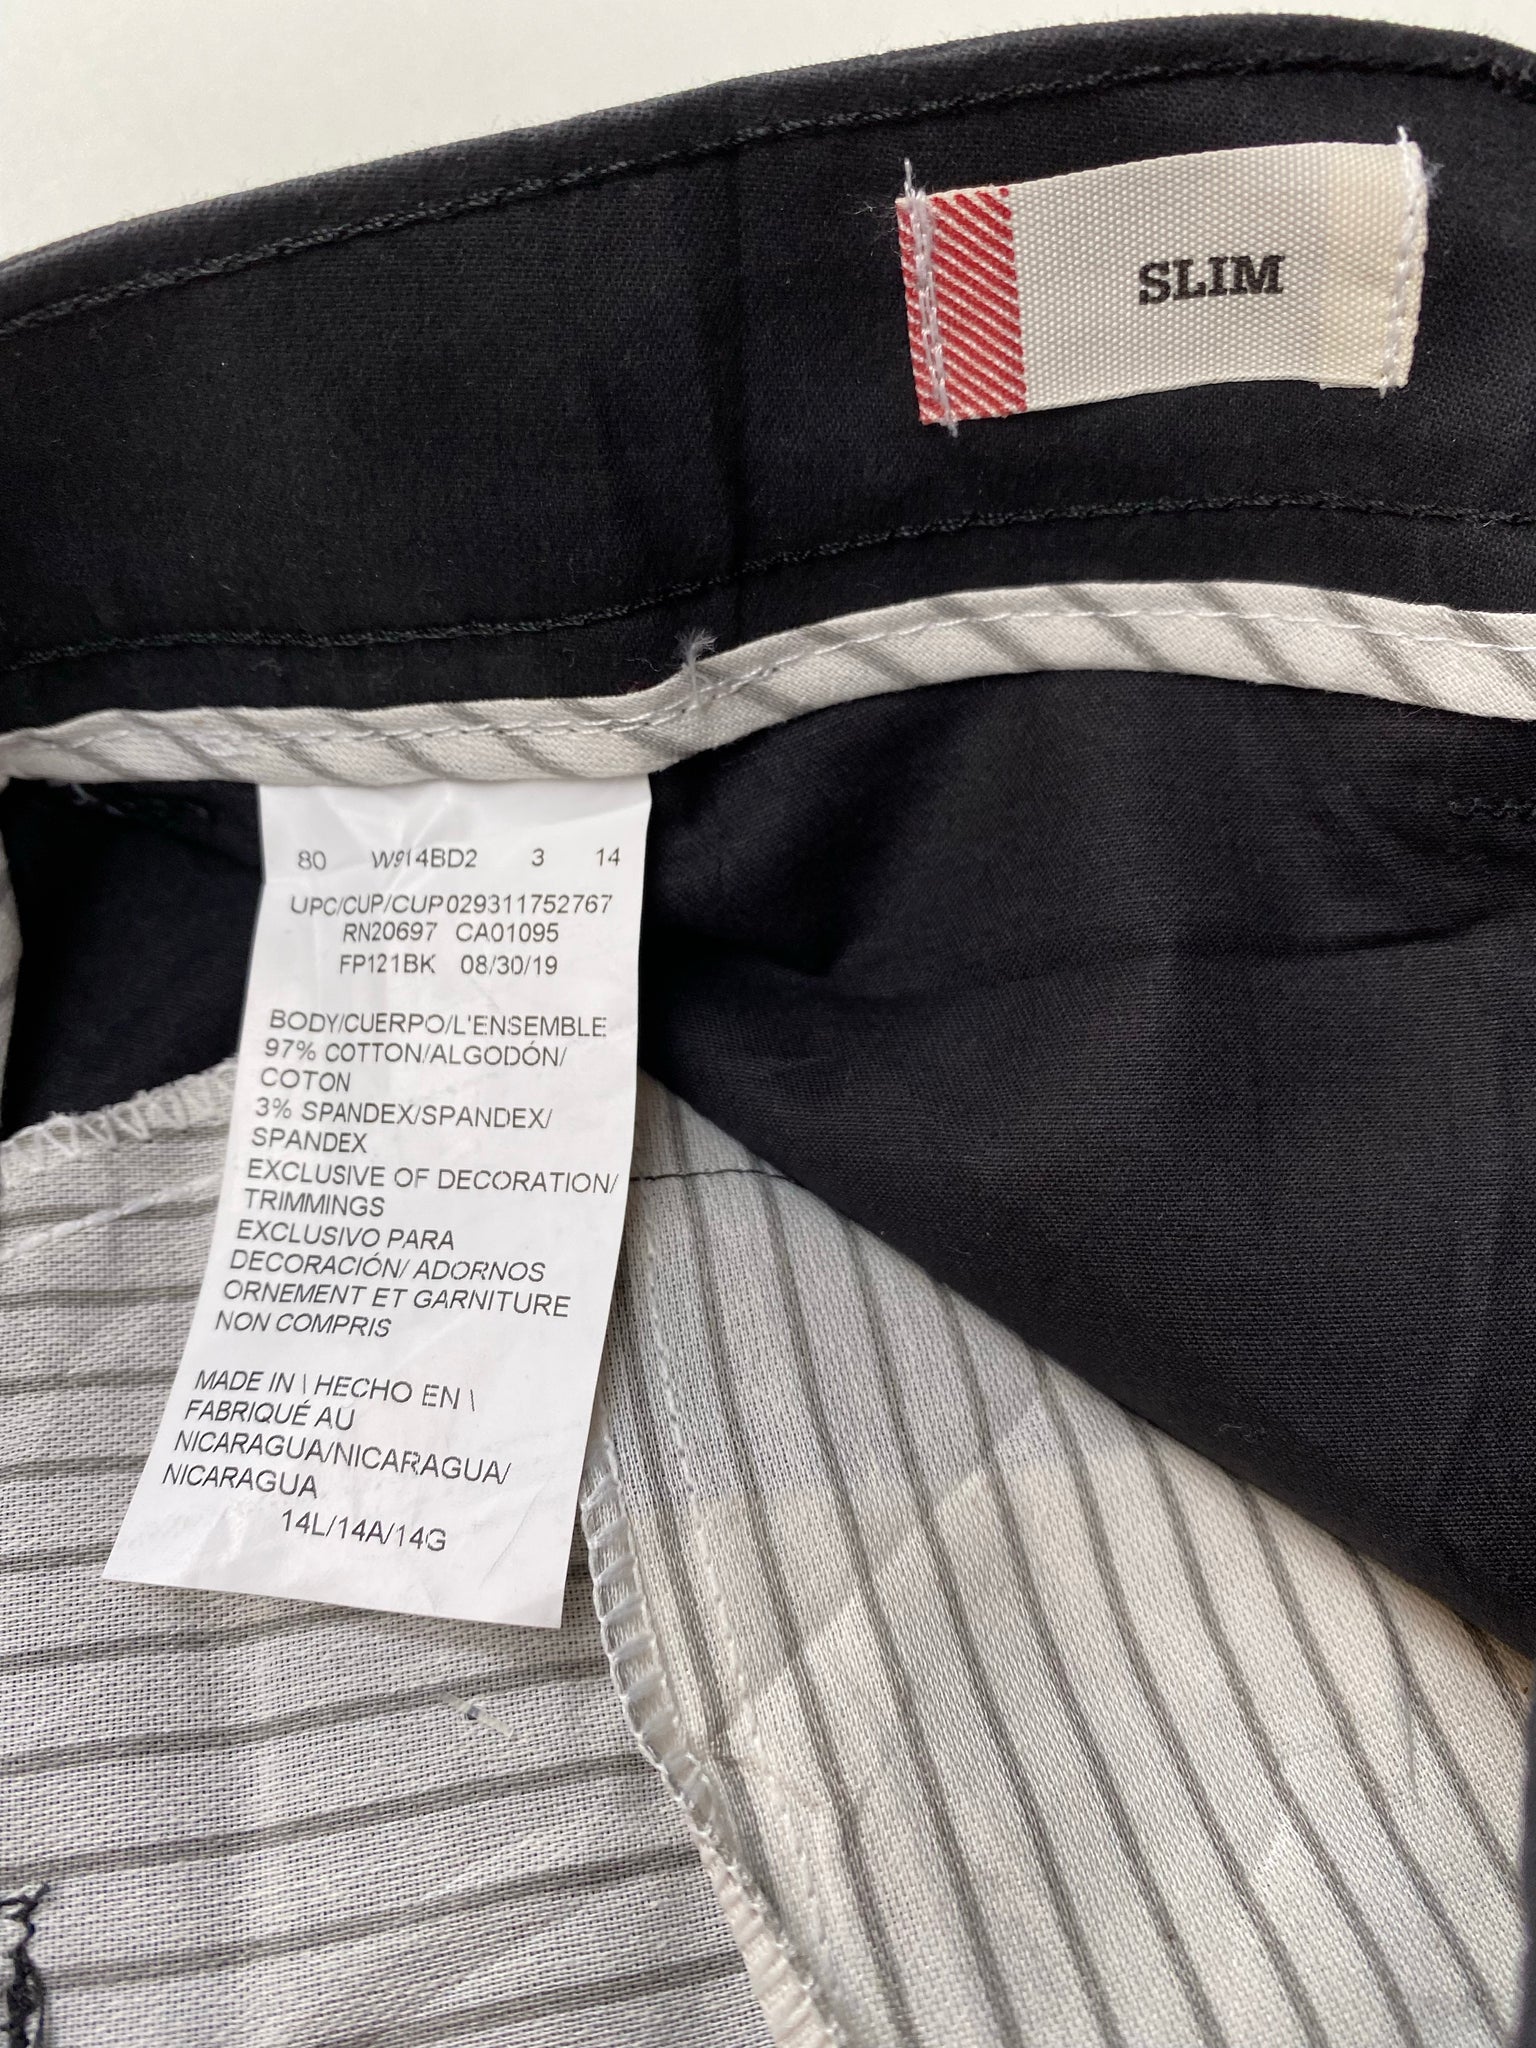 SLIM
80 W914BD2 3 14
UPC/CUP/CUP029311752767
RN20697 CA01095
FP121BK 08/30/19
BODY/CUERPO/L'ENSEMBLE
97% COTTON/ALGODÓN/
COTON
3% SPANDEX/SPANDEX/
SPANDEX
EXCLUSIVE OF DECORATION/
TRIMMINGS
EXCLUSIVO PARA
DECORACIÓN/ ADORNOS
ORNEMENT ET GARNITURE
NON COMPRIS
MADE IN \ HECHO EN \
FABRIQUÉ AU
NICARAGUA/NICARAGUA/
NICARAGUA
14L/14A/14G